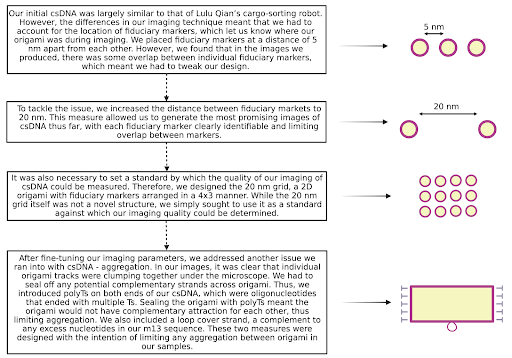 Our initial csDNA was largely similar to that of Lulu Qian's cargo-sorting robot.
However, the differences in our imaging technique meant that we had to
account for the location of fiduciary markers, which let us know where our
origami was during imaging. We placed fiduciary markers at a distance of 5
nm apart from each other. However, we found that in the images we
produced, there was some overlap between individual fiduciary markers,
which meant we had to tweak our design.
5 nm
To tackle the issue, we increased the distance between fiduciary markers to
20 nm. This measure allowed us to generate the most promising images of
csDNA thus far, with each fiduciary marker clearly identifiable and limiting
overlap between markers.
20 nm
It was also necessary to set a standard by which the quality of our imaging of
csDNA could be measured. Therefore, we designed the 20 nm grid, a 2D
origami with fiduciary markers arranged in a 4x3 manner. While the 20 nm
grid itself was not a novel structure, we simply sought to use it as a standard
against which our imaging quality could be determined.
After fine-tuning our imaging parameters, we addressed another issue we
ran into with csDNA - aggregation. In our images, it was clear that individual
origami tracks were clumping together under the microscope. We had to
seal off any potential complementary strands across origami. Thus, we
introduced polyTs on both ends of our csDNA, which were oligonucleotides
that ended with multiple Ts. Sealing the origami with polyTs meant the
origami would not have complementary attraction for each other, thus
limiting aggregation. We also included a loop cover strand, a complement to
any excess nucleotides in our m13 sequence. These two measures were
designed with the intention of limiting any aggregation between origami in
our samples.